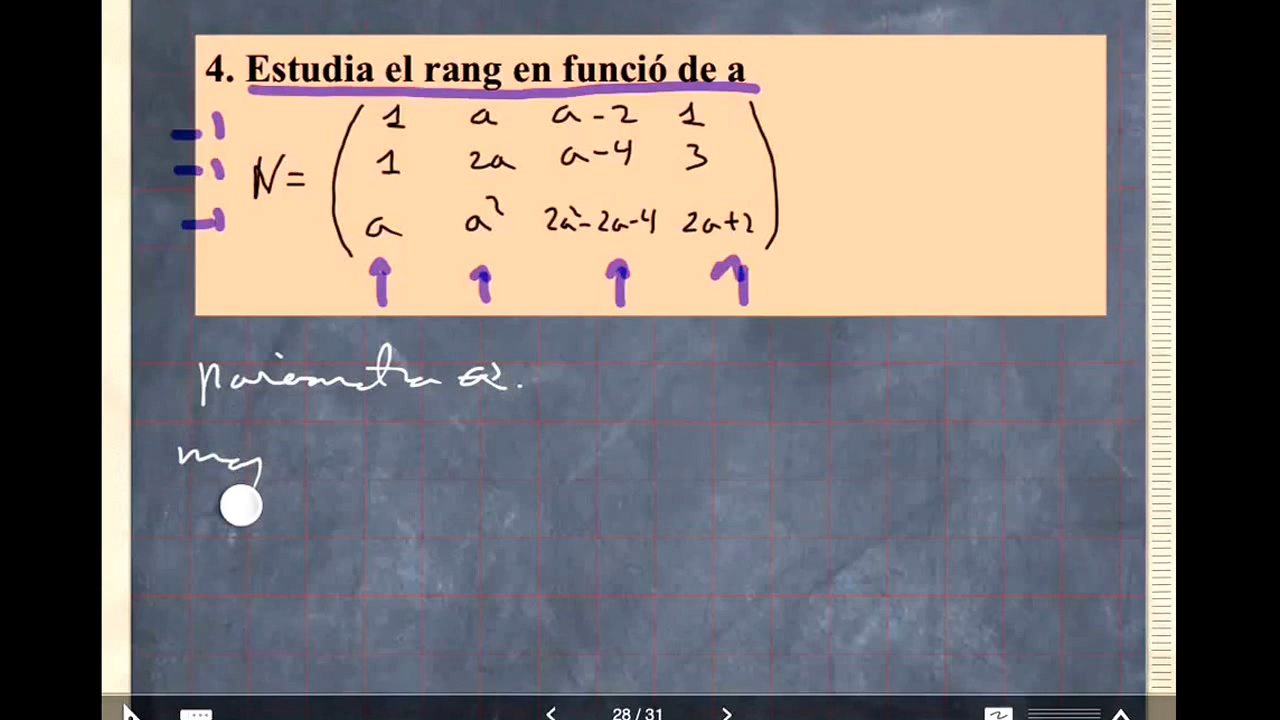 4. Estudia el rang en funció de a
1 a a-2 1
N= 1 2a a-4 3
a a² 2a²-2a-4 2a+2
a.
28 / 31